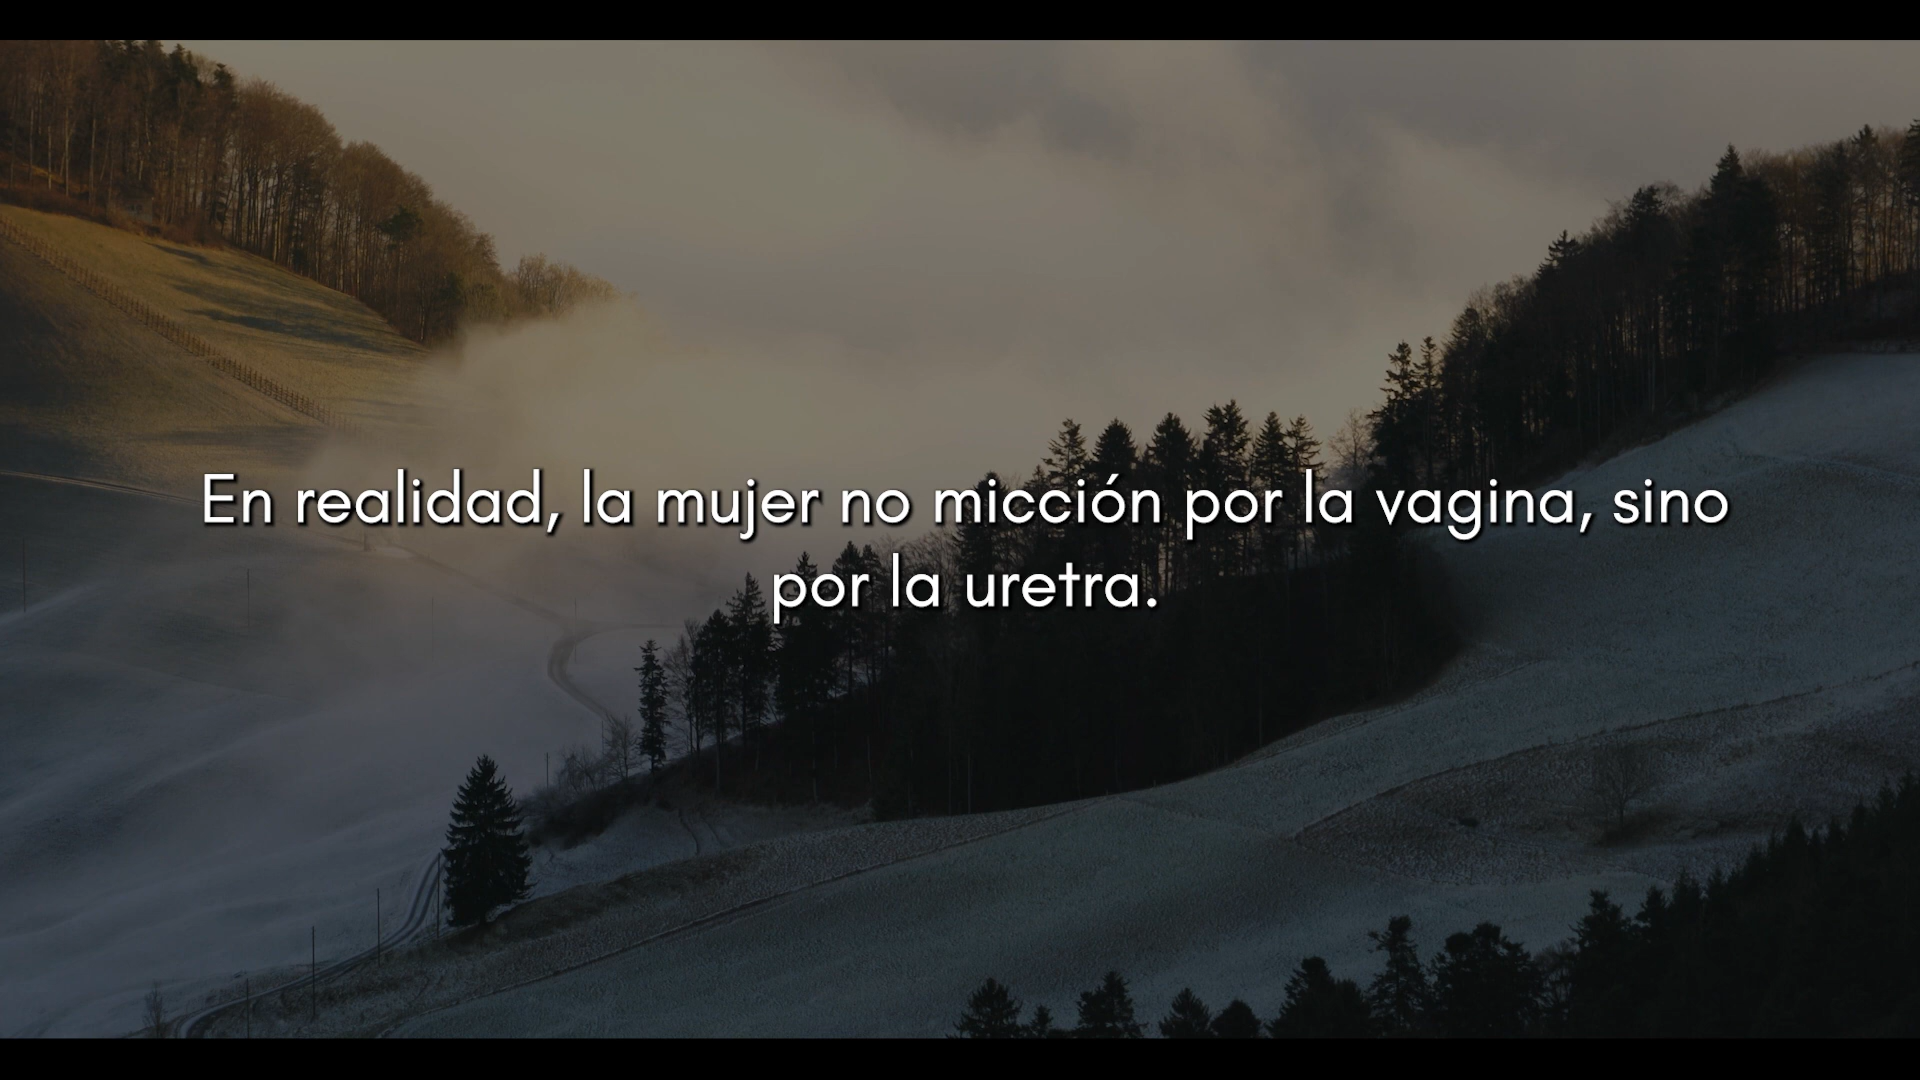 En realidad, la mujer no micción por la vagina, sino
por la uretra.